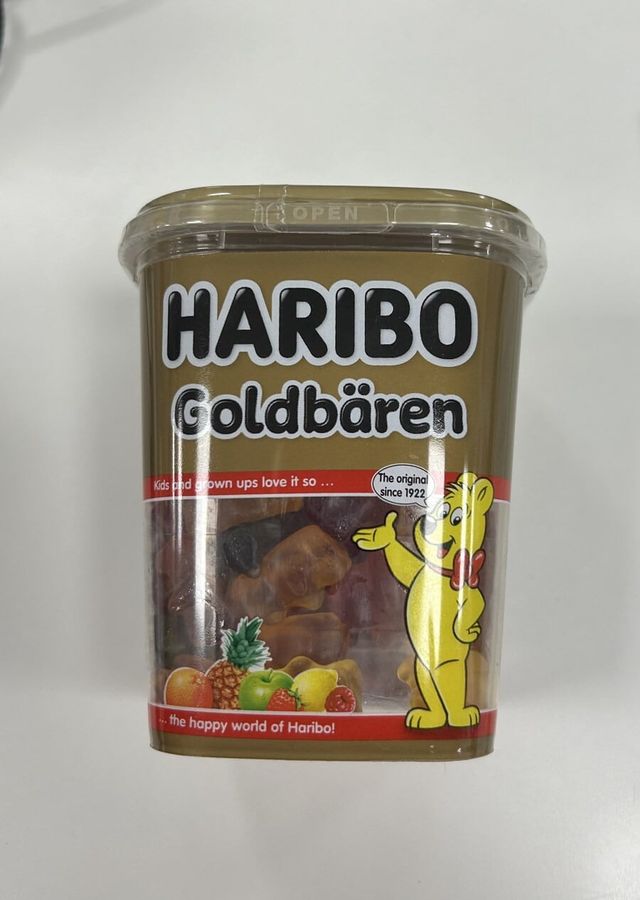 OPEN
HARIBO
Goldbären
Kids and grown ups love it so ...
The original
since 1922
... the happy world of Haribo!